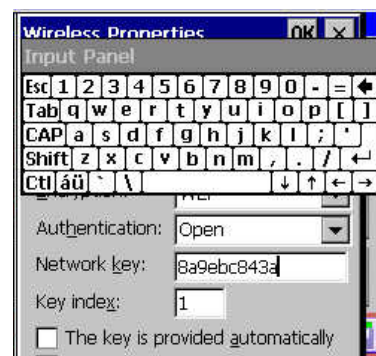 Wireless Properties OK ×
Input Panel
Esc 1 2 3 4 5 6 7 8 9 0 - =
Tab q w e r t y u i o p [ ]
CAP a s d f g h j k l ; '
Shift z x c v b n m , . /
Ctl áü ` \ ↓ ↑ ← →
Authentication: Open
Network key: 8a9ebc843a
Key index: 1
The key is provided automatically